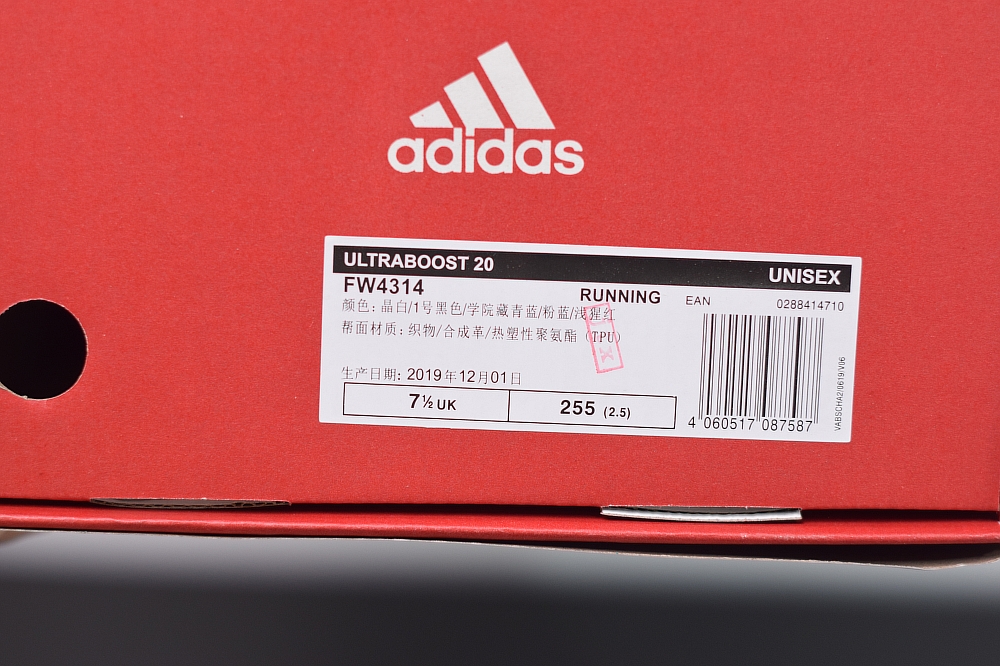 adidas
ULTRABOOST 20
UNISEX
FW4314
RUNNING
EAN
0288414710
颜色: 晶白/1号黑色/学院藏青蓝/粉蓝/浅猩红
帮面材质: 织物/合成革/热塑性聚氨酯 (TPU)
生产日期: 2019年12月01日
7½ UK
255 (2.5)
4 060517 087587
VABSCHA2/0619/V06